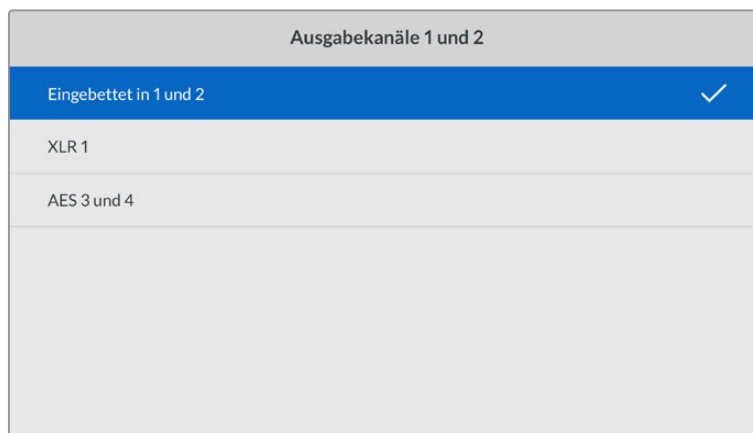 Ausgabekanäle 1 und 2
Eingebettet in 1 und 2
XLR 1
AES 3 und 4